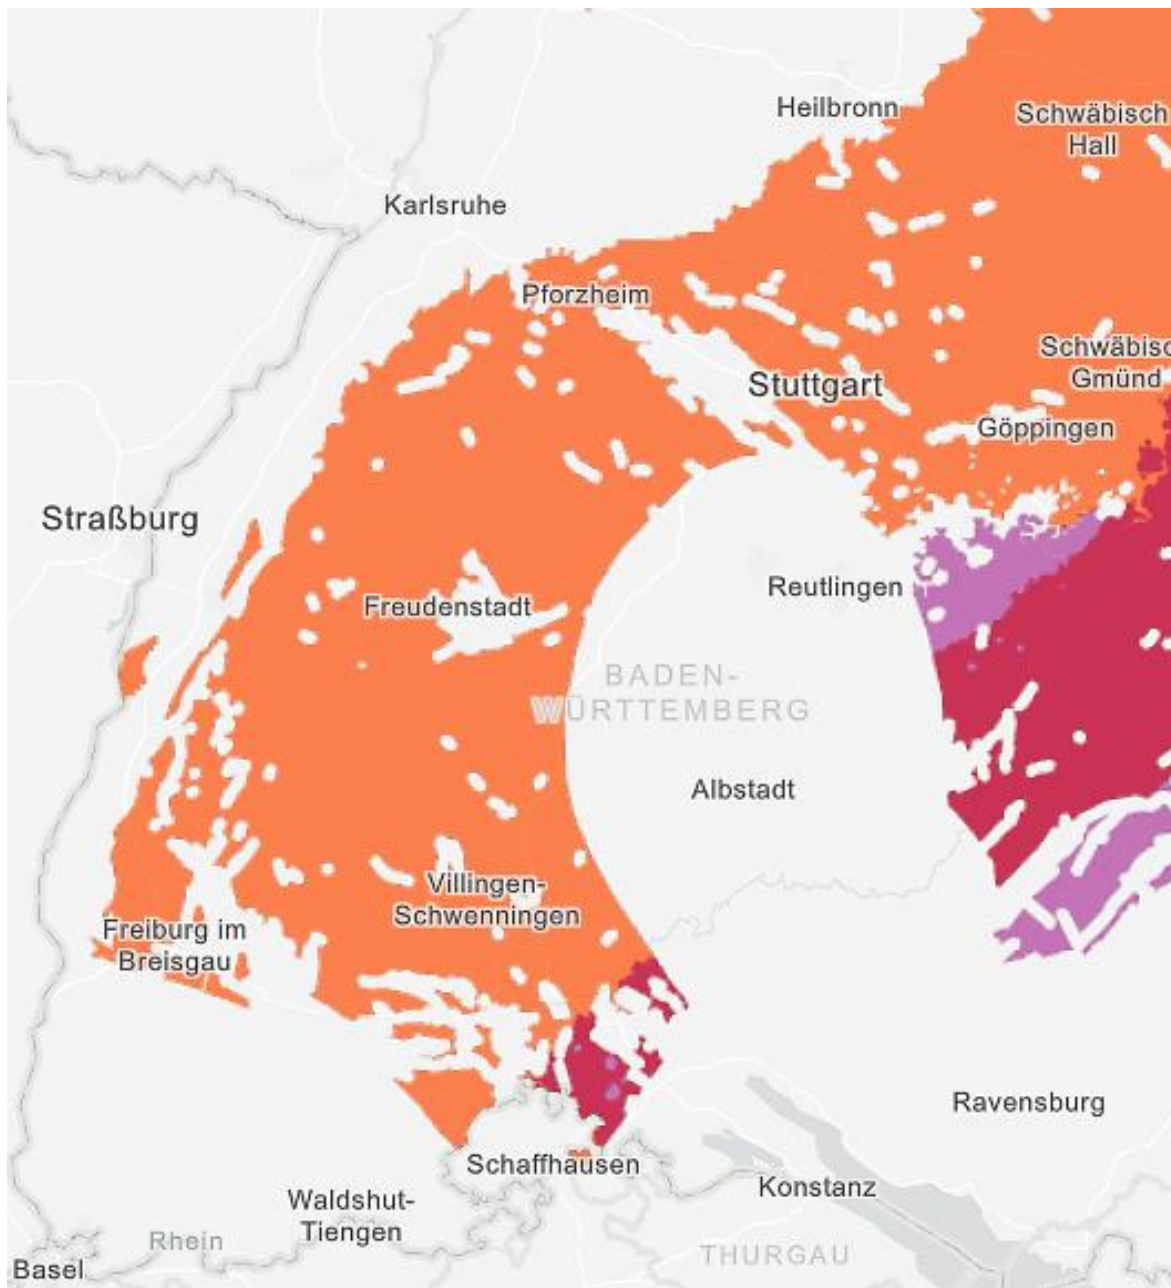 Heilbronn
Schwäbisch
Hall
Karlsruhe
Pforzheim
Schwäbisc
Gmünd
Stuttgart
Göppingen
Straßburg
Reutlingen
Freudenstadt
BADEN-
WÜRTTEMBERG
Albstadt
Villingen-
Schwenningen
Freiburg im
Breisgau
Ravensburg
Schaffhausen
Konstanz
Waldshut-
Tiengen
Rhein
THURGAU
Basel